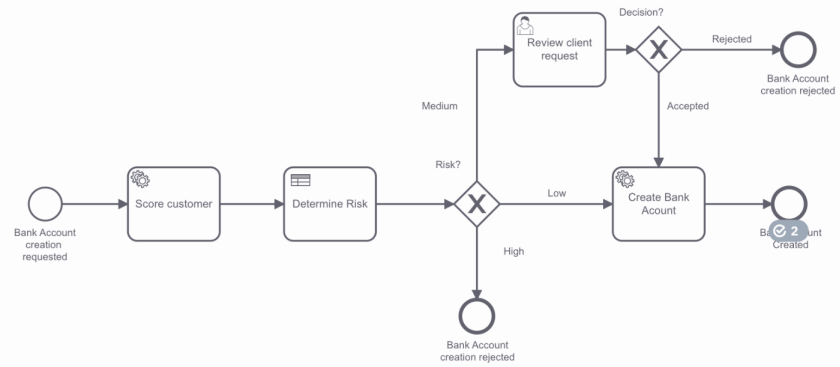 Decision?
Review client
request
Rejected
Bank Account
creation rejected
Medium
Accepted
Risk?
Score customer
Determine Risk
Low
Create Bank
Acount
Bank Account
creation
requested
2
Created
High
Bank Account
creation rejected